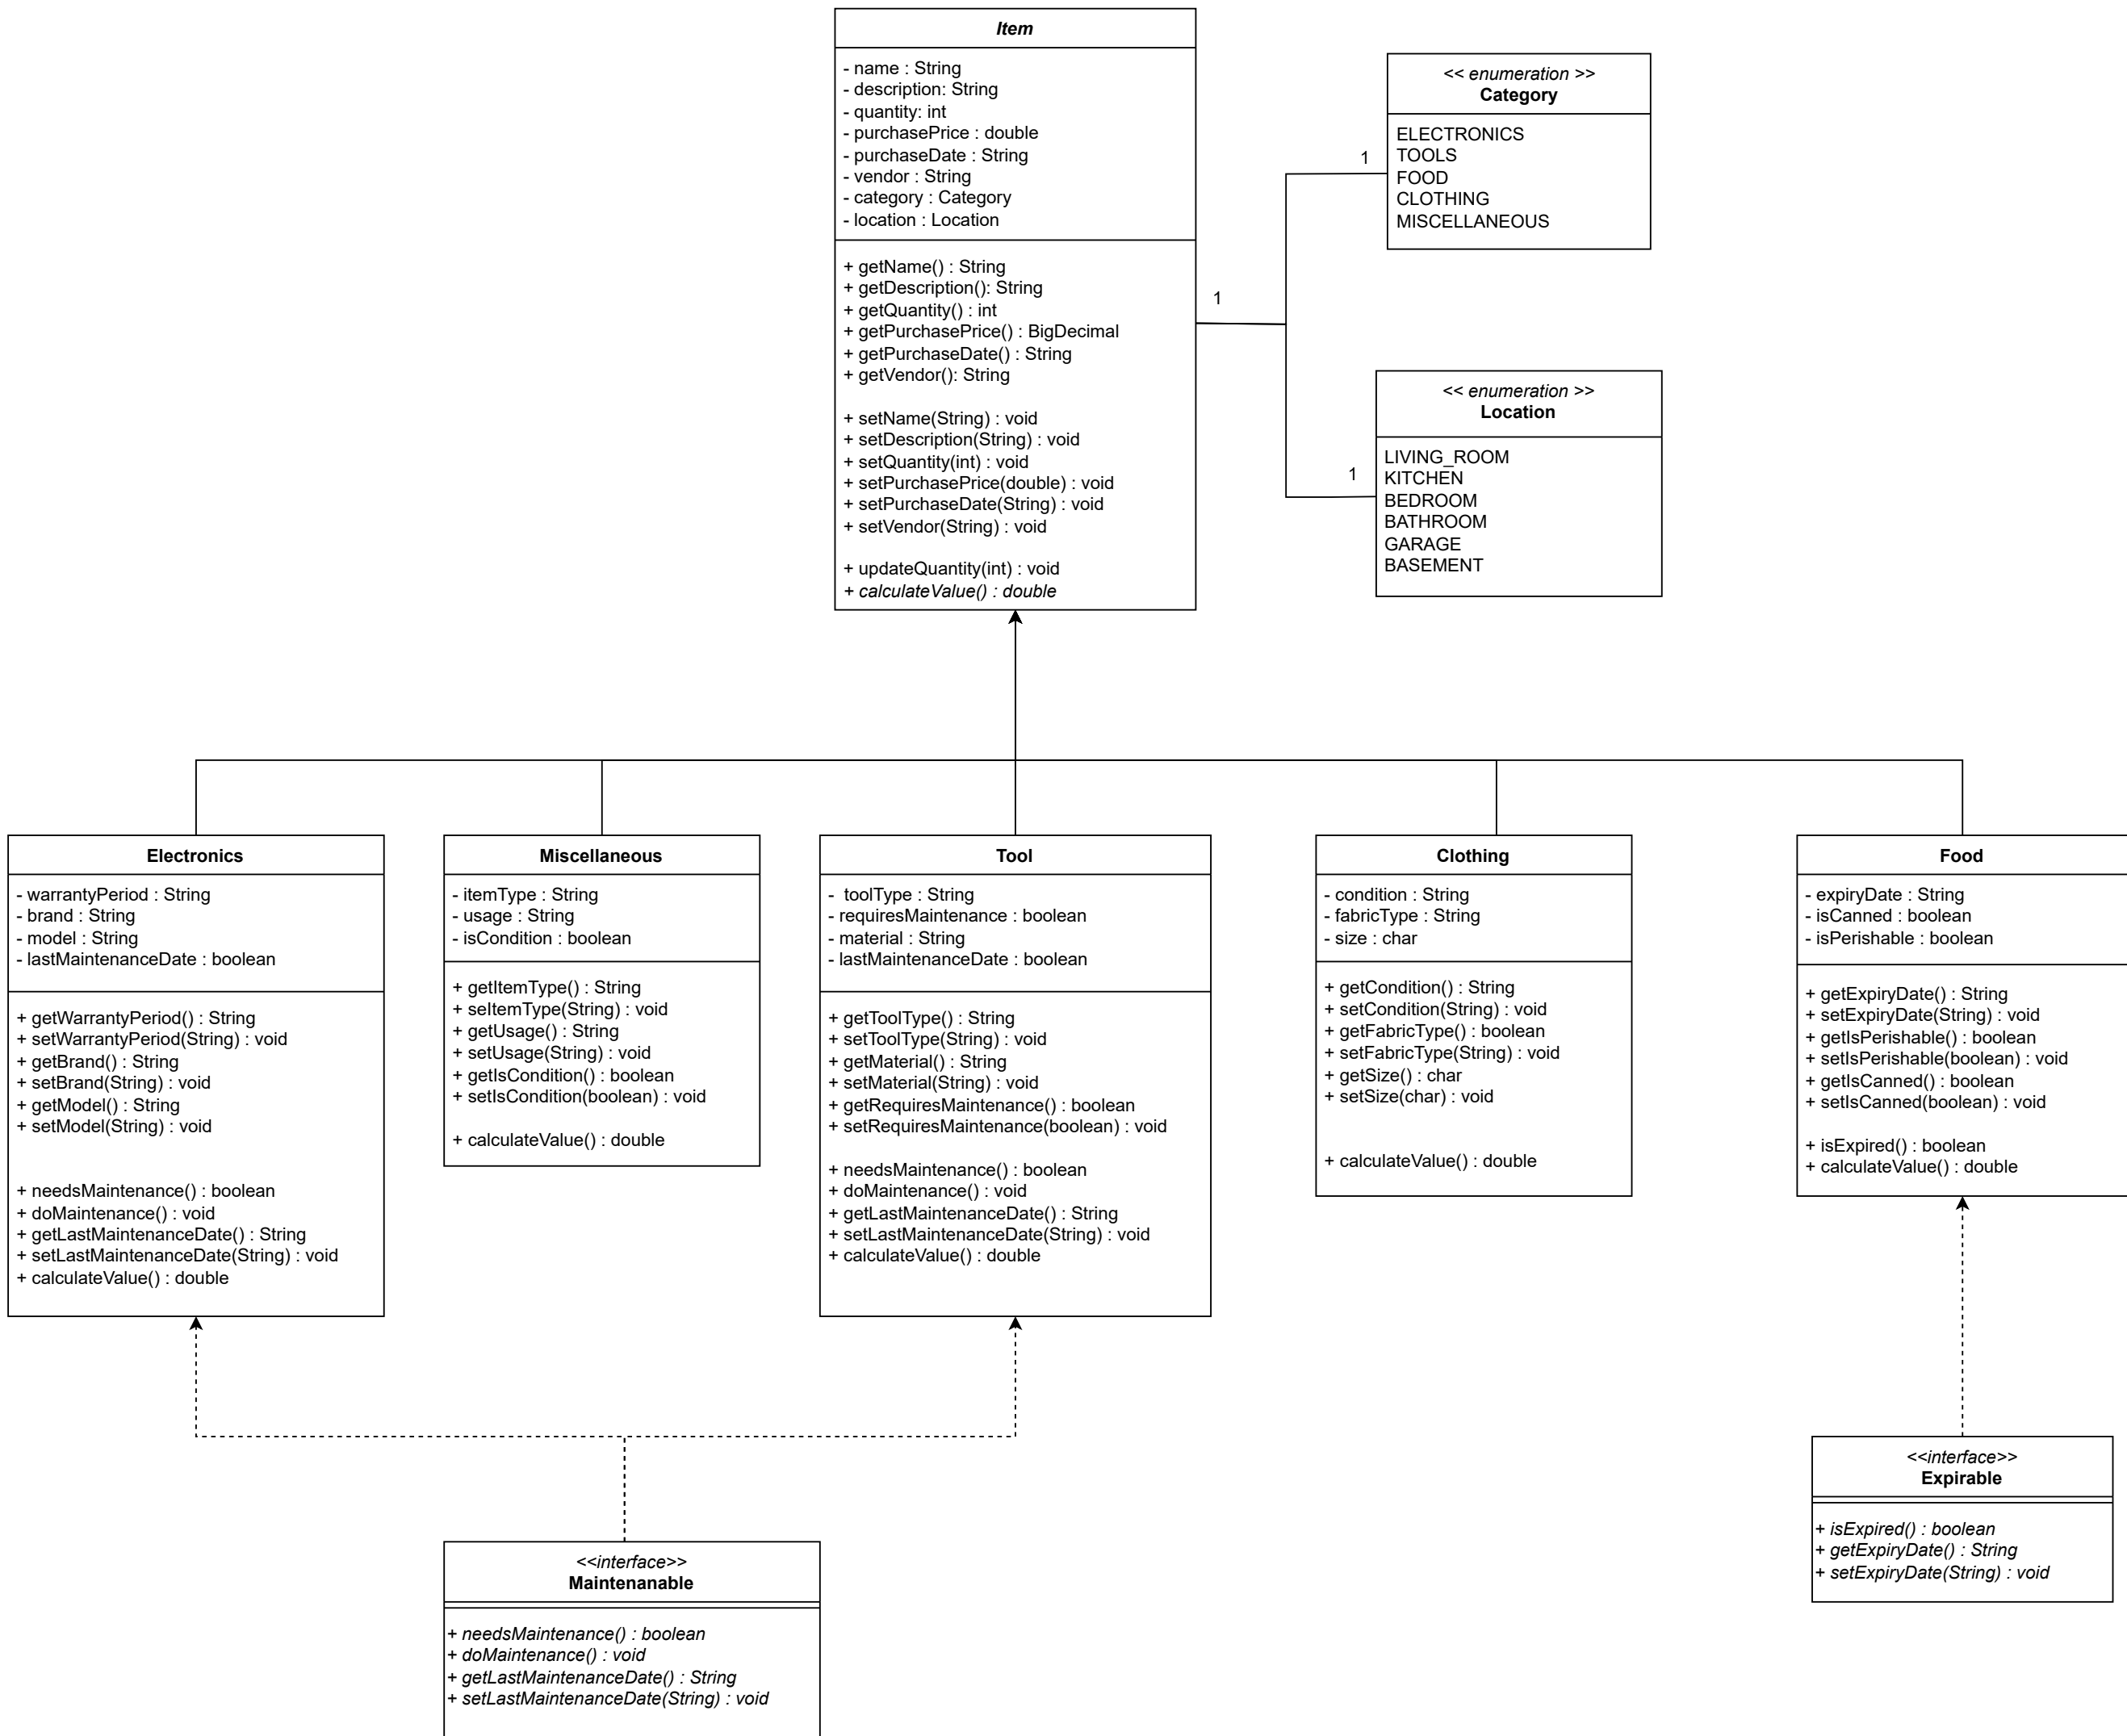 Item
- name : String
- description: String
- quantity: int
- purchasePrice : double
- purchaseDate : String
- vendor : String
- category : Category
- location : Location
+ getName() : String
+ getDescription(): String
+ getQuantity() : int
+ getPurchasePrice() : BigDecimal
+ getPurchaseDate() : String
+ getVendor(): String
+ setName(String) : void
+ setDescription(String) : void
+ setQuantity(int) : void
+ setPurchasePrice(double) : void
+ setPurchaseDate(String) : void
+ setVendor(String) : void
+ updateQuantity(int) : void
+ calculateValue() : double
1
1
<< enumeration >>
Category
ELECTRONICS
TOOLS
FOOD
CLOTHING
MISCELLANEOUS
1
<< enumeration >>
Location
LIVING_ROOM
KITCHEN
BEDROOM
BATHROOM
GARAGE
BASEMENT
Electronics
- warrantyPeriod : String
- brand : String
- model : String
- lastMaintenanceDate : boolean
+ getWarrantyPeriod() : String
+ setWarrantyPeriod(String) : void
+ getBrand() : String
+ setBrand(String) : void
+ getModel() : String
+ setModel(String) : void
+ needsMaintenance() : boolean
+ doMaintenance() : void
+ getLastMaintenanceDate() : String
+ setLastMaintenanceDate(String) : void
+ calculateValue() : double
Miscellaneous
- itemType : String
- usage : String
- isCondition : boolean
+ getItemType() : String
+ seItemType(String) : void
+ getUsage() : String
+ setUsage(String) : void
+ getIsCondition() : boolean
+ setIsCondition(boolean) : void
+ calculateValue() : double
Tool
- toolType : String
- requiresMaintenance : boolean
- material : String
- lastMaintenanceDate : boolean
+ getToolType() : String
+ setToolType(String) : void
+ getMaterial() : String
+ setMaterial(String) : void
+ getRequiresMaintenance() : boolean
+ setRequiresMaintenance(boolean) : void
+ needsMaintenance() : boolean
+ doMaintenance() : void
+ getLastMaintenanceDate() : String
+ setLastMaintenanceDate(String) : void
+ calculateValue() : double
Clothing
- condition : String
- fabricType : String
- size : char
+ getCondition() : String
+ setCondition(String) : void
+ getFabricType() : boolean
+ setFabricType(String) : void
+ getSize() : char
+ setSize(char) : void
+ calculateValue() : double
Food
- expiryDate : String
- isCanned : boolean
- isPerishable : boolean
+ getExpiryDate() : String
+ setExpiryDate(String) : void
+ getIsPerishable() : boolean
+ setIsPerishable(boolean) : void
+ getIsCanned() : boolean
+ setIsCanned(boolean) : void
+ isExpired() : boolean
+ calculateValue() : double
<<interface>>
Maintenanable
+ needsMaintenance() : boolean
+ doMaintenance() : void
+ getLastMaintenanceDate() : String
+ setLastMaintenanceDate(String) : void
<<interface>>
Expirable
+ isExpired() : boolean
+ getExpiryDate() : String
+ setExpiryDate(String) : void